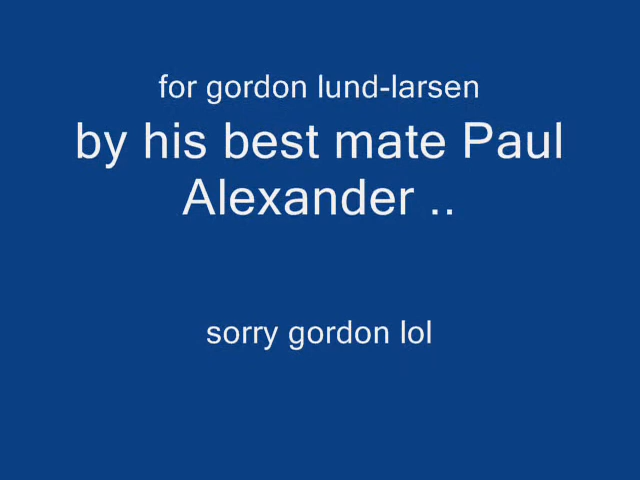 for gordon lund-larsen
by his best mate Paul
Alexander ..
sorry gordon lol